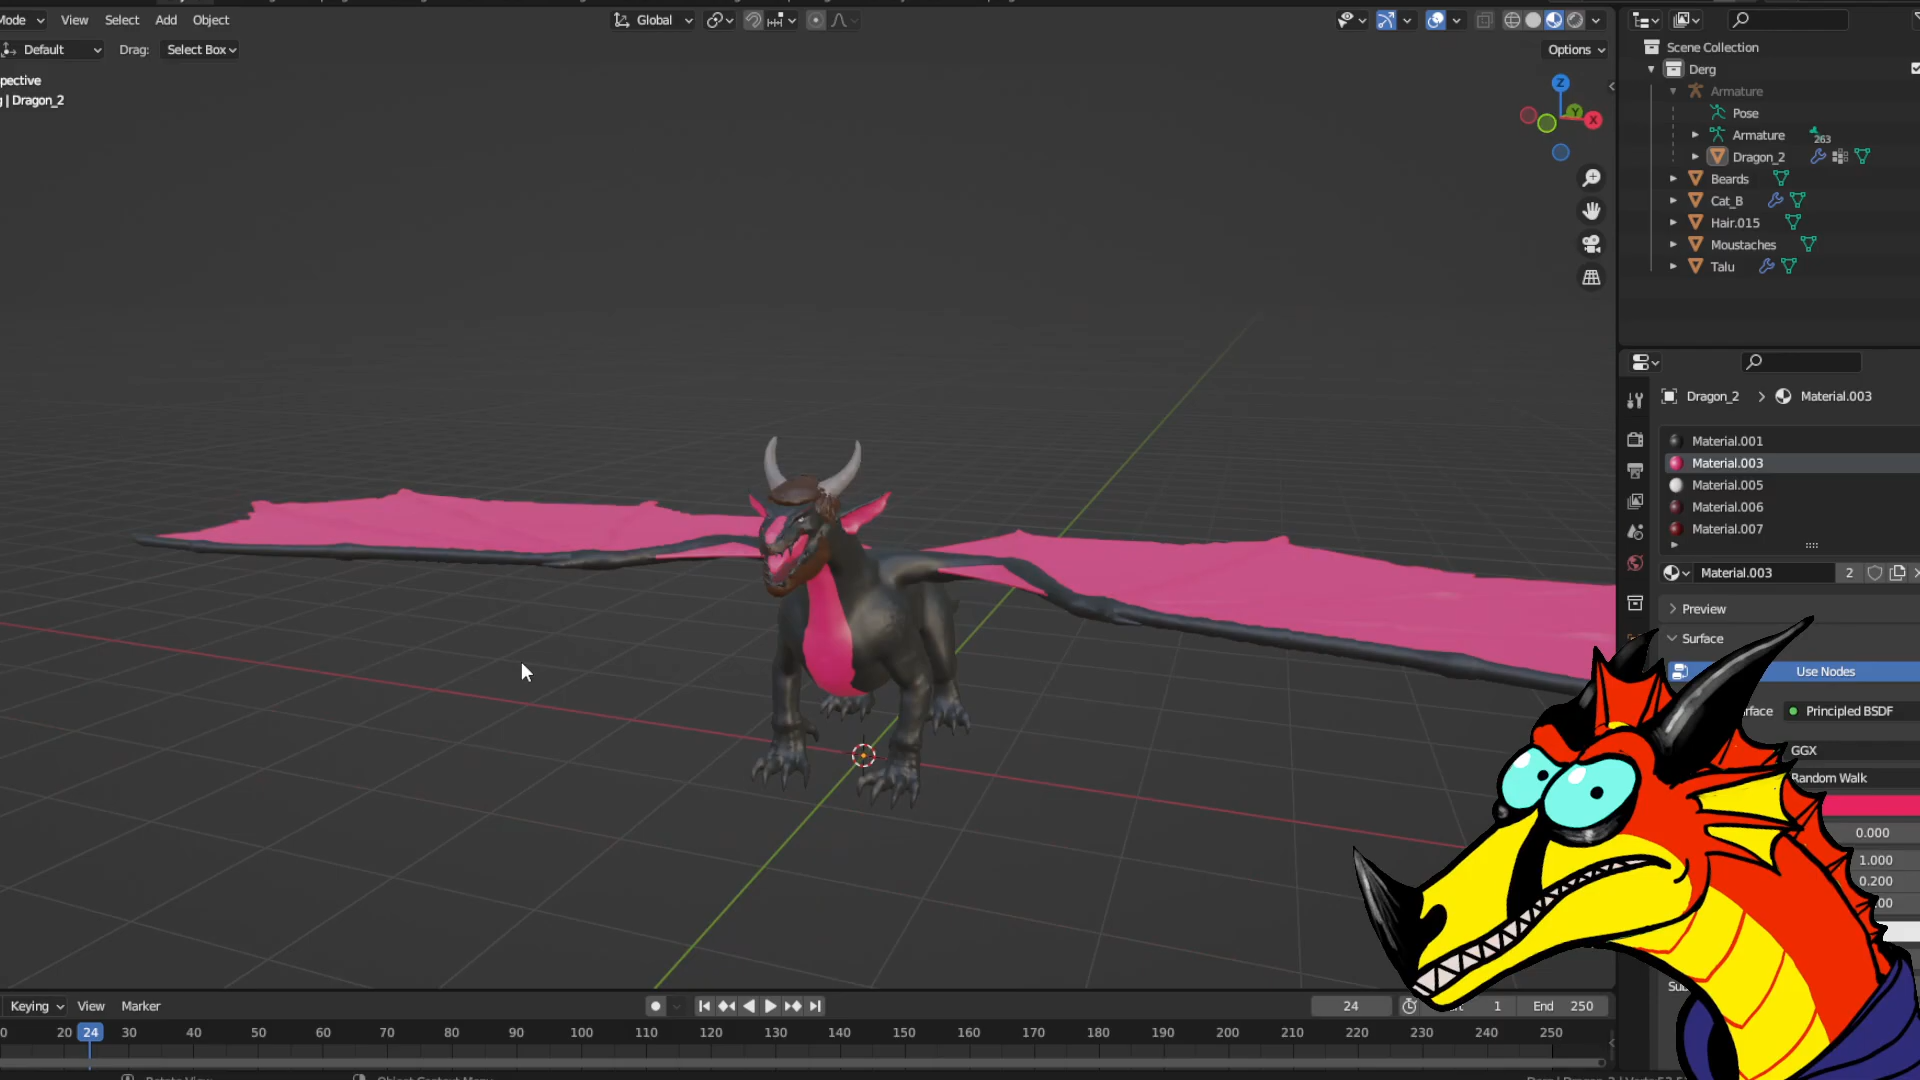 Mode View Select Add Object Global
Default Drag: Select Box Options
pective
| Dragon_2
Z
Y
X
Scene Collection
Derg
Armature
Pose
Armature 263
Dragon_2
Beards
Cat_B
Hair.015
Moustaches
Talu
Dragon_2 > Material.003
Material.001
Material.003
Material.005
Material.006
Material.007
Material.003 2
Preview
Surface
Use Nodes
rface Principled BSDF
GGX
Random Walk
0.000
1.000
0.200
00
Su
Keying View Marker 24 1 End 250
0 20 24 30 40 50 60 70 80 90 100 110 120 130 140 150 160 170 180 190 200 210 220 230 240 250